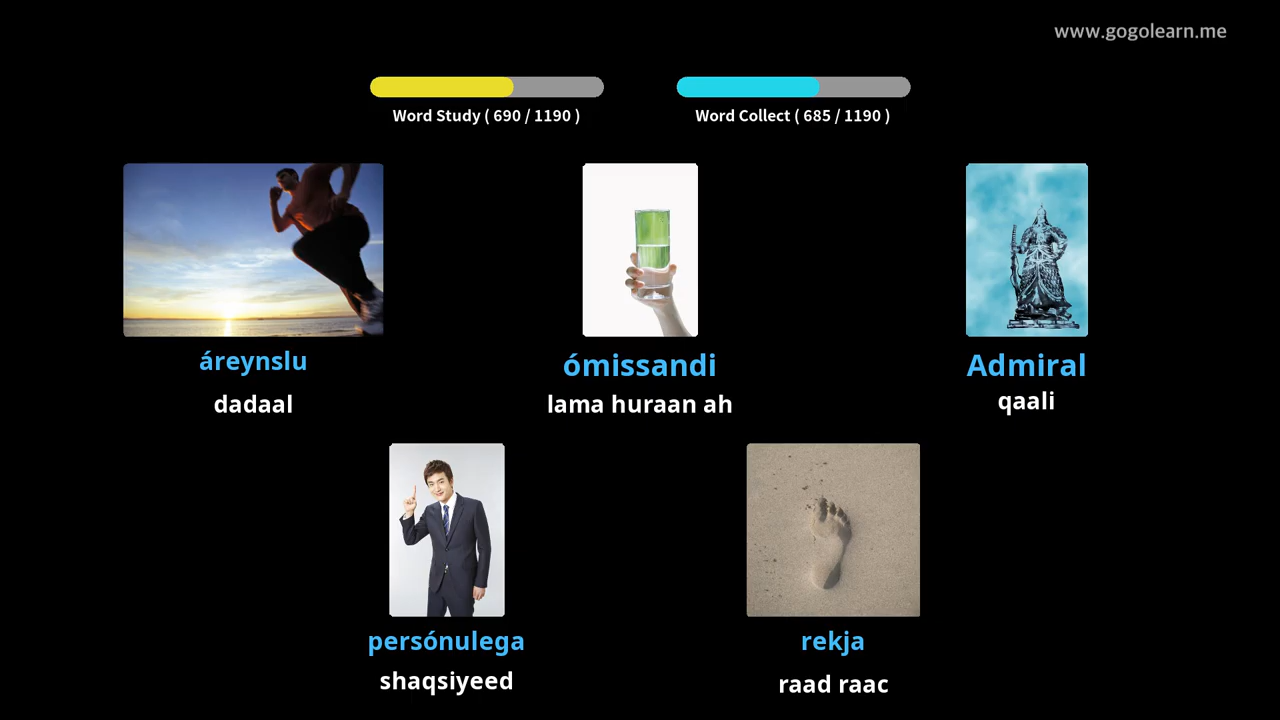 www.gogolearn.me
Word Study ( 690 / 1190 )
Word Collect ( 685 / 1190 )
áreynslu
dadaal
ómissandi
lama huraan ah
Admiral
qaali
persónulega
shaqsiyeed
rekja
raad raac